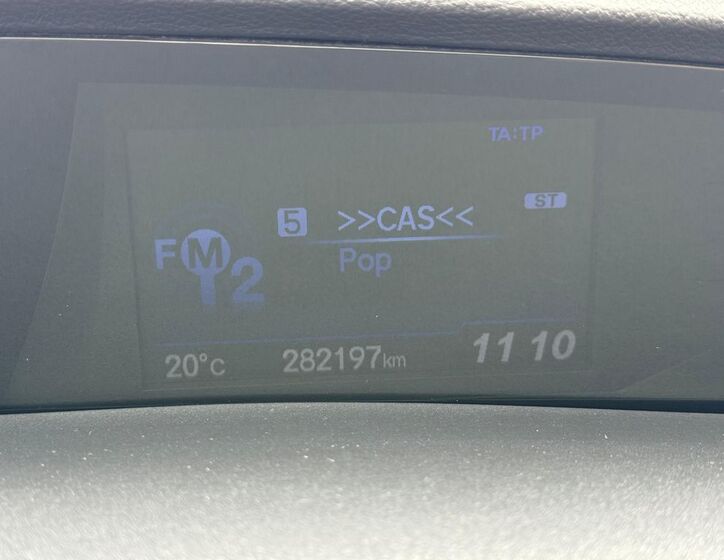 TA:TP
5 >>CAS<< ST
FM2 Pop
20°C 282197km 11 10